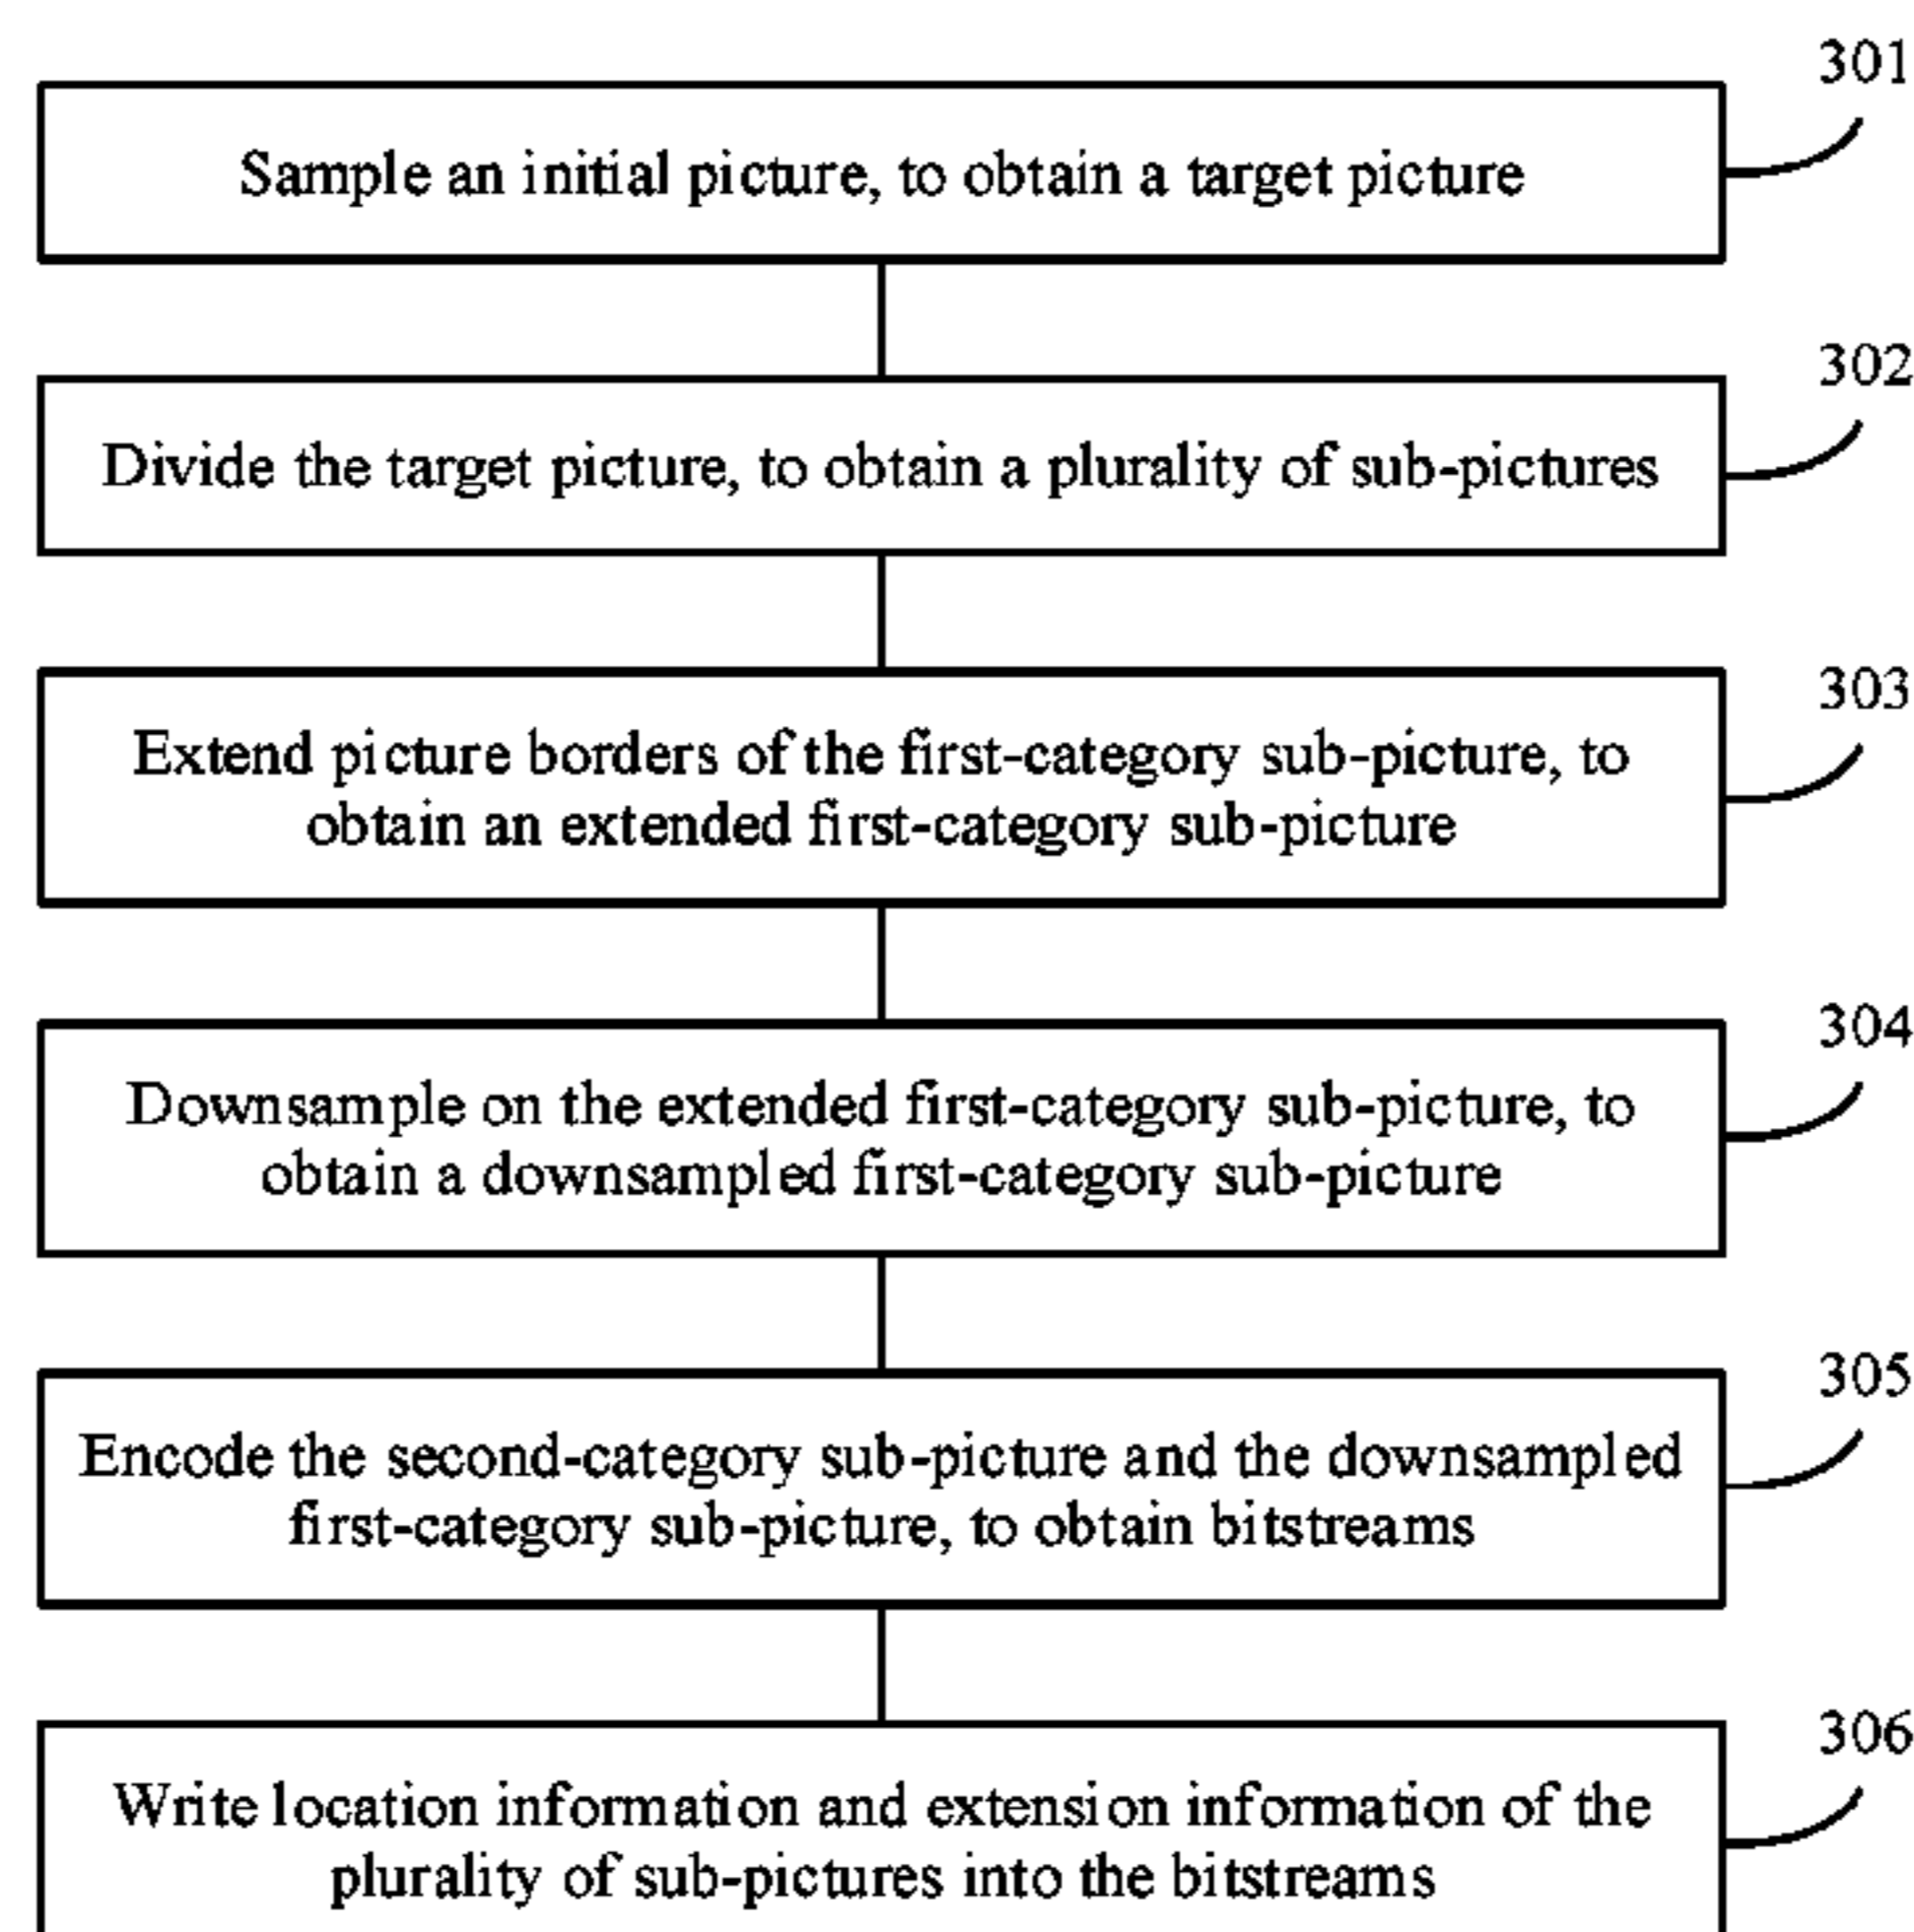 301
Sample an initial picture, to obtain a target picture
302
Divide the target picture, to obtain a plurality of sub-pictures
303
Extend picture borders of the first-category sub-picture, to
obtain an extended first-category sub-picture
304
Downsample on the extended first-category sub-picture, to
obtain a downsampled first-category sub-picture
305
Encode the second-category sub-picture and the downsampled
first-category sub-picture, to obtain bitstreams
306
Write location information and extension information of the
plurality of sub-pictures into the bitstreams